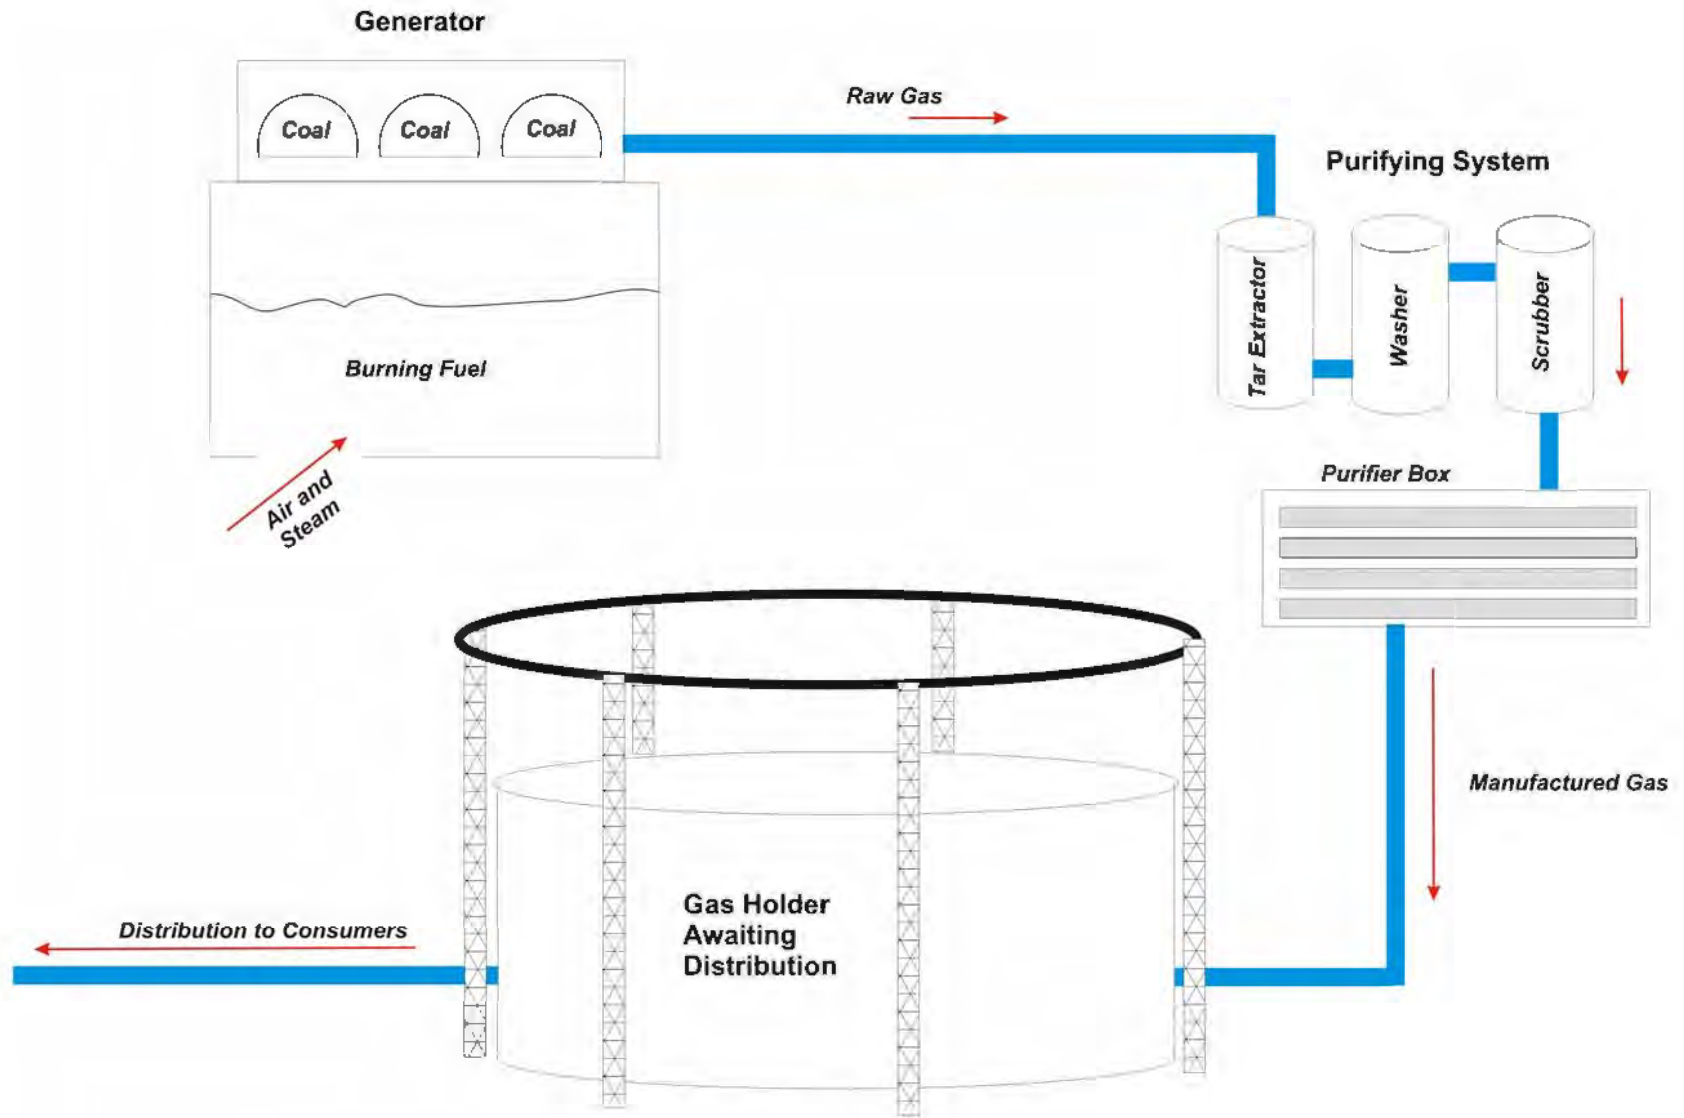 Generator
Coal
Coal
Coal
Raw Gas
Purifying System
Tar Extractor
Washer
Scrubber
Burning Fuel
Air and
Steam
Purifier Box
Manufactured Gas
Gas Holder
Awaiting
Distribution
Distribution to Consumers